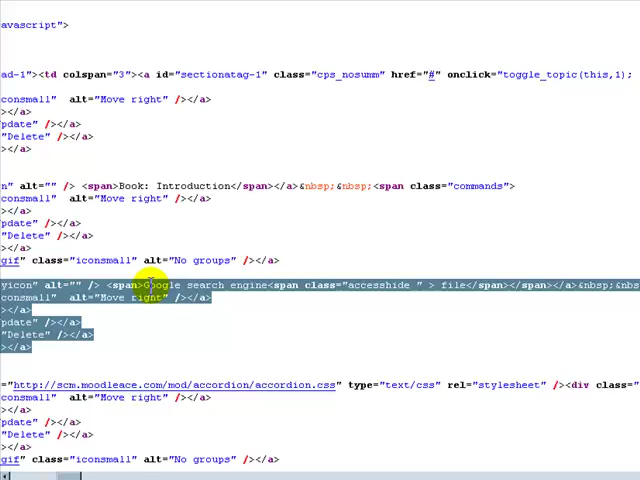 avascript">
ad-1"><td colspan="3"><a id="sectionatag-1" class="cps_nosumm" href="#" onclick="toggle_topic(this,1);
consmall"  alt="Move right" /></a>
></a>
pdate" /></a>
"Delete" /></a>
></a>
n" alt="" /> <span>Book: Introduction</span></a>&nbsp;&nbsp;<span class="commands">
consmall"  alt="Move right" /></a>
></a>
pdate" /></a>
"Delete" /></a>
></a>
gif" class="iconsmall" alt="No groups" /></a>
yicon" alt="" /> <span>Google search engine<span class="accesshide " > file</span></span></a>&nbsp;&nbs
consmall"  alt="Move right" /></a>
></a>
pdate" /></a>
"Delete" /></a>
></a>
="http://scm.moodleace.com/mod/accordion/accordion.css" type="text/css" rel="stylesheet" /><div class="
consmall"  alt="Move right" /></a>
></a>
pdate" /></a>
"Delete" /></a>
></a>
gif" class="iconsmall" alt="No groups" /></a>